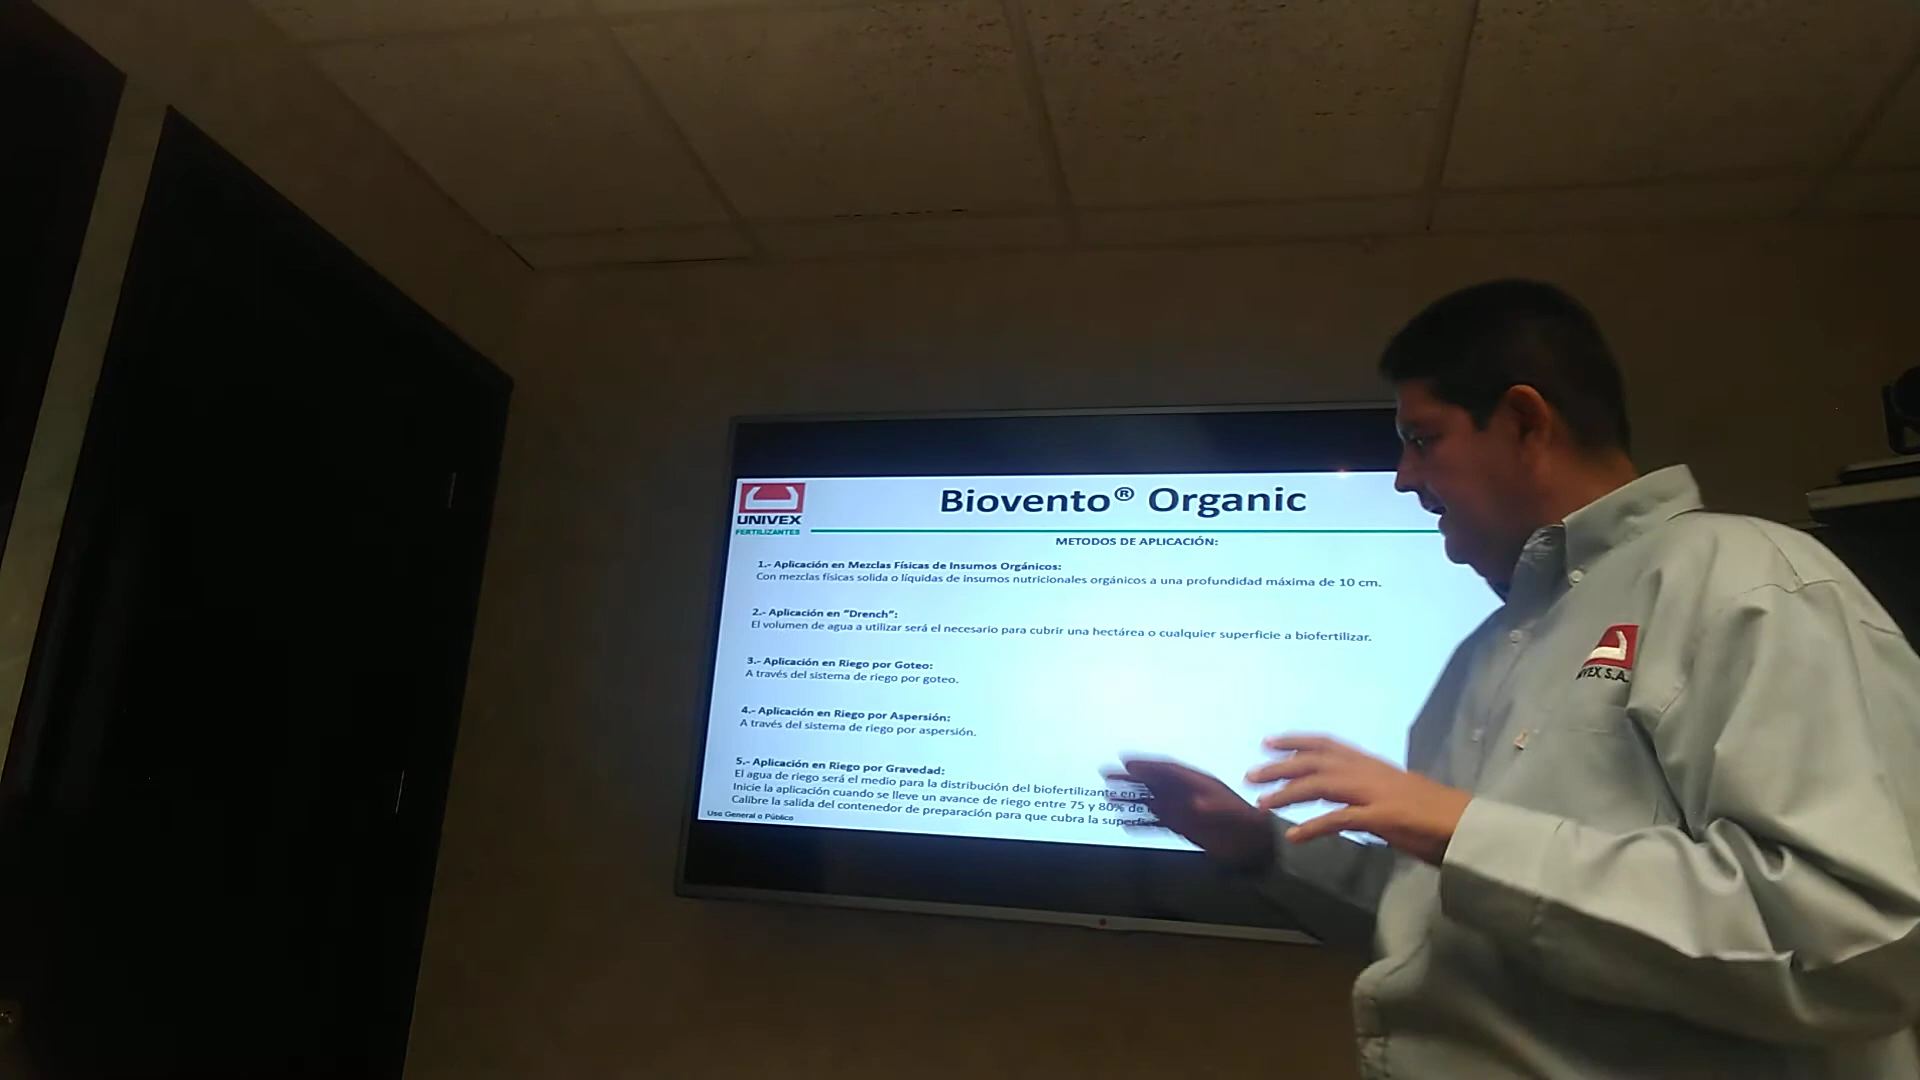 UNIVEX
FERTILIZANTES
Biovento® Organic
METODOS DE APLICACIÓN:
1.- Aplicación en Mezclas Físicas de Insumos Orgánicos:
Con mezclas físicas solida o líquidas de insumos nutricionales orgánicos a una profundidad máxima de 10 cm.
2.- Aplicación en “Drench”:
El volumen de agua a utilizar será el necesario para cubrir una hectárea o cualquier superficie a biofertilizar.
3.- Aplicación en Riego por Goteo:
A través del sistema de riego por goteo.
4.- Aplicación en Riego por Aspersión:
A través del sistema de riego por aspersión.
5.- Aplicación en Riego por Gravedad:
El agua de riego será el medio para la distribución del biofertilizante en
Inicie la aplicación cuando se lleve un avance de riego entre 75 y 80% de
Calibre la salida del contenedor de preparación para que cubra la
Uso General o Público
S.A.